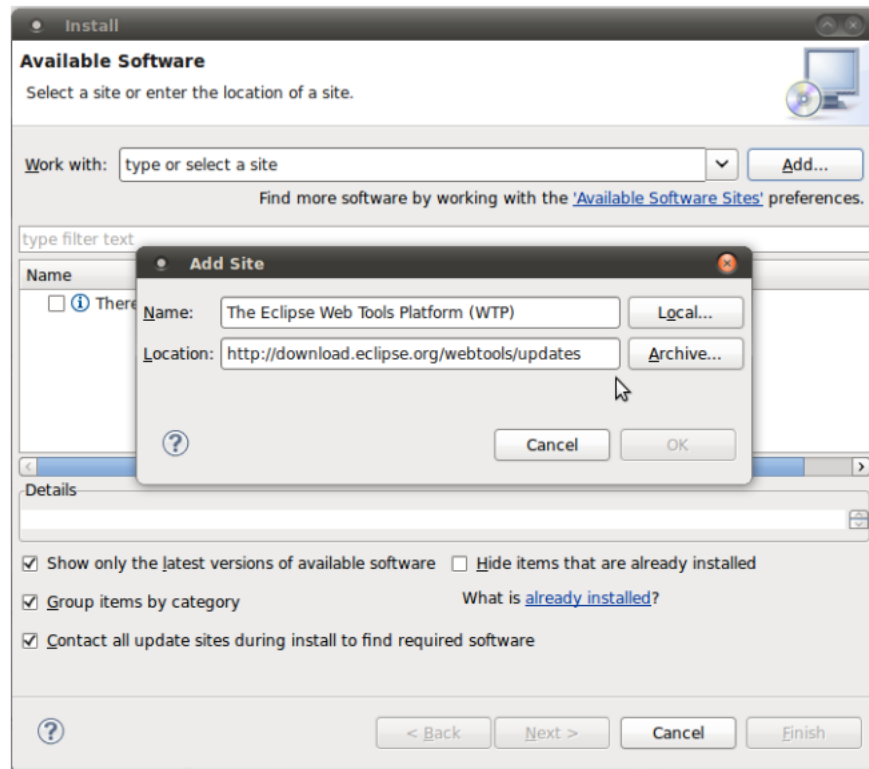 Install
Available Software
Select a site or enter the location of a site.
Work with: type or select a site Add...
Find more software by working with the 'Available Software Sites' preferences.
type filter text
Name
There
Add Site
Name: The Eclipse Web Tools Platform (WTP) Local...
Location: http://download.eclipse.org/webtools/updates Archive...
? Cancel OK
Details
Show only the latest versions of available software Hide items that are already installed
Group items by category What is already installed?
Contact all update sites during install to find required software
? < Back Next > Cancel Finish